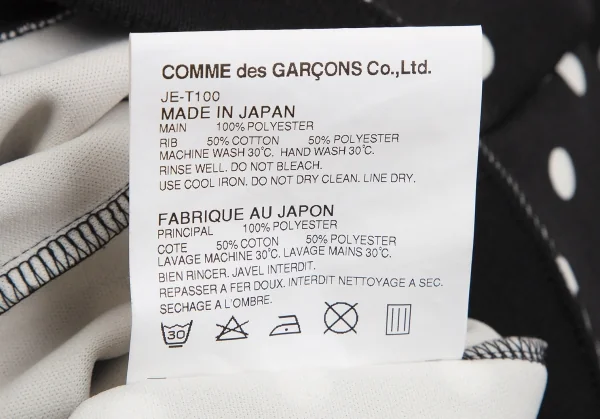 COMME des GARÇONS Co.,Ltd.
JE-T100
MADE IN JAPAN
MAIN 100% POLYESTER
RIB 50% COTTON 50% POLYESTER
MACHINE WASH 30℃. HAND WASH 30℃.
RINSE WELL. DO NOT BLEACH.
USE COOL IRON. DO NOT DRY CLEAN. LINE DRY.
FABRIQUE AU JAPON
PRINCIPAL 100% POLYESTER
COTE 50% COTON 50% POLYESTER
LAVAGE MACHINE 30℃. LAVAGE MAINS 30℃.
BIEN RINCER. JAVEL INTERDIT.
REPASSER A FER DOUX. INTERDIT NETTOYAGE A SEC.
SECHAGE A L'OMBRE.
30